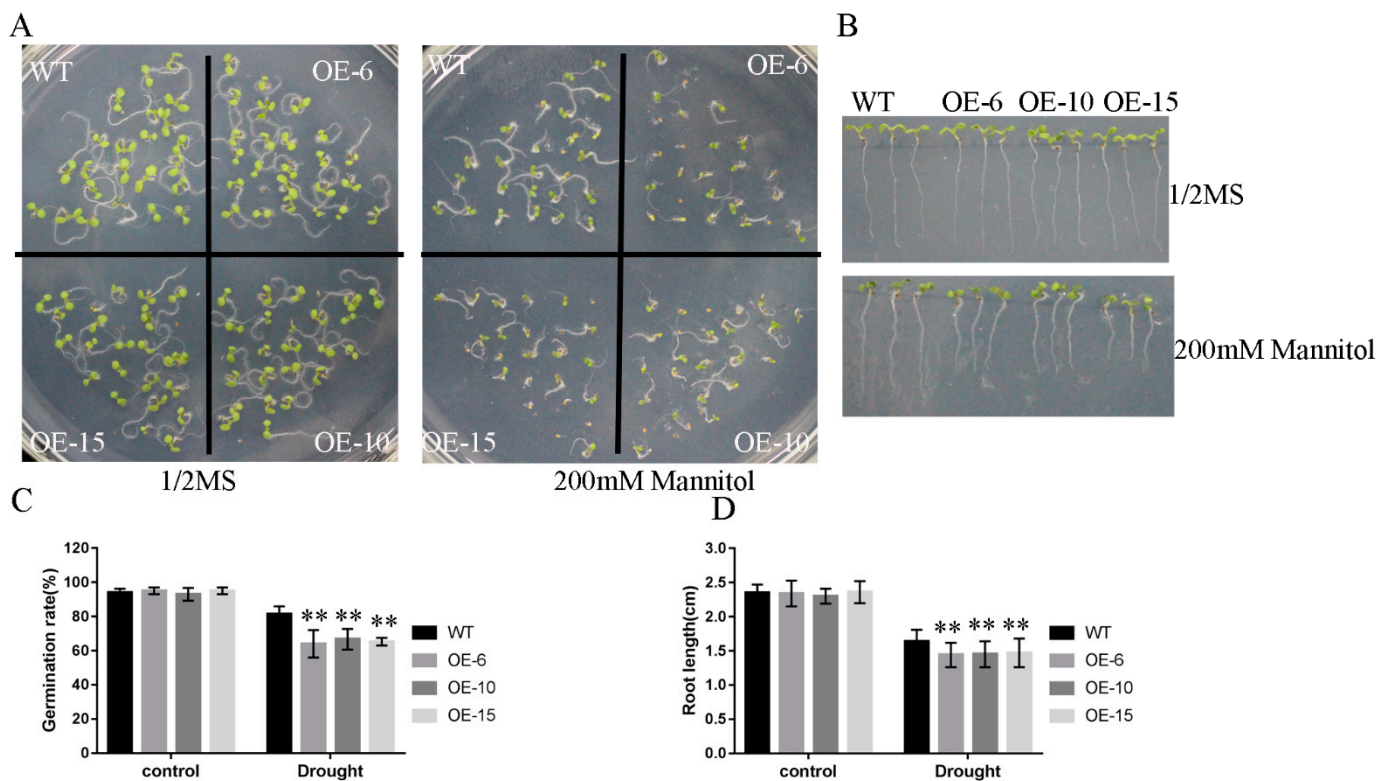 A
B
WT
OE-6
WT
OE-6
OE-15
OE-10
OE-15
OE-10
1/2MS
200mM Mannitol
WT OE-6 OE-10 OE-15
1/2MS
200mM Mannitol
C
Germination rate(%)
120
100
80
60
40
20
0
** ** **
control
Drought
WT
OE-6
OE-10
OE-15
D
Root length(cm)
3.0
2.5
2.0
1.5
1.0
0.5
0.0
** ** **
control
Drought
WT
OE-6
OE-10
OE-15